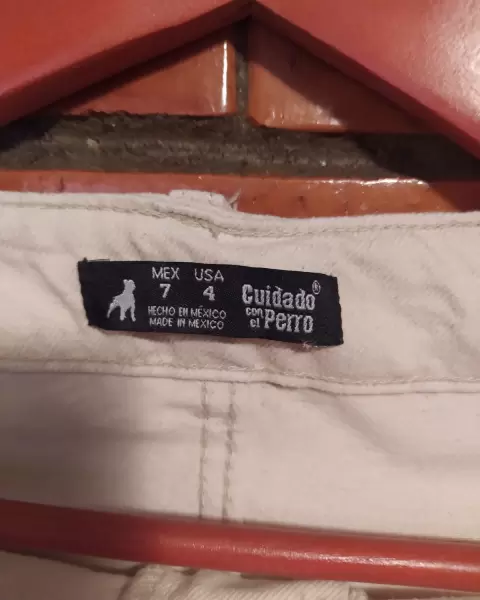 MEX USA
7 4
HECHO EN MÉXICO
MADE IN MEXICO
Cuidado®
con
el Perro